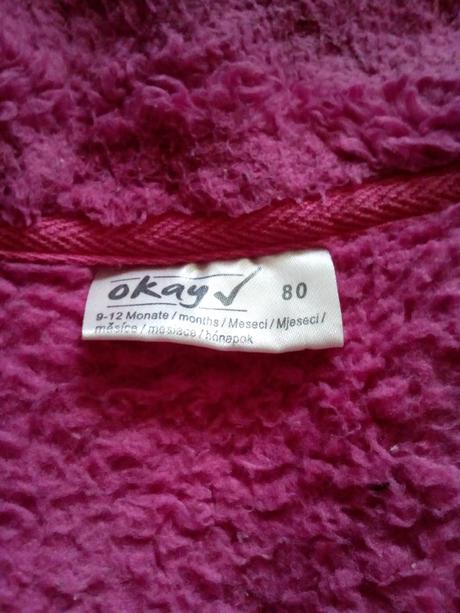 okay✓ 80
9-12 Monate / months / Meseci / Mjeseci /
měsíce / mesiace / hónapok